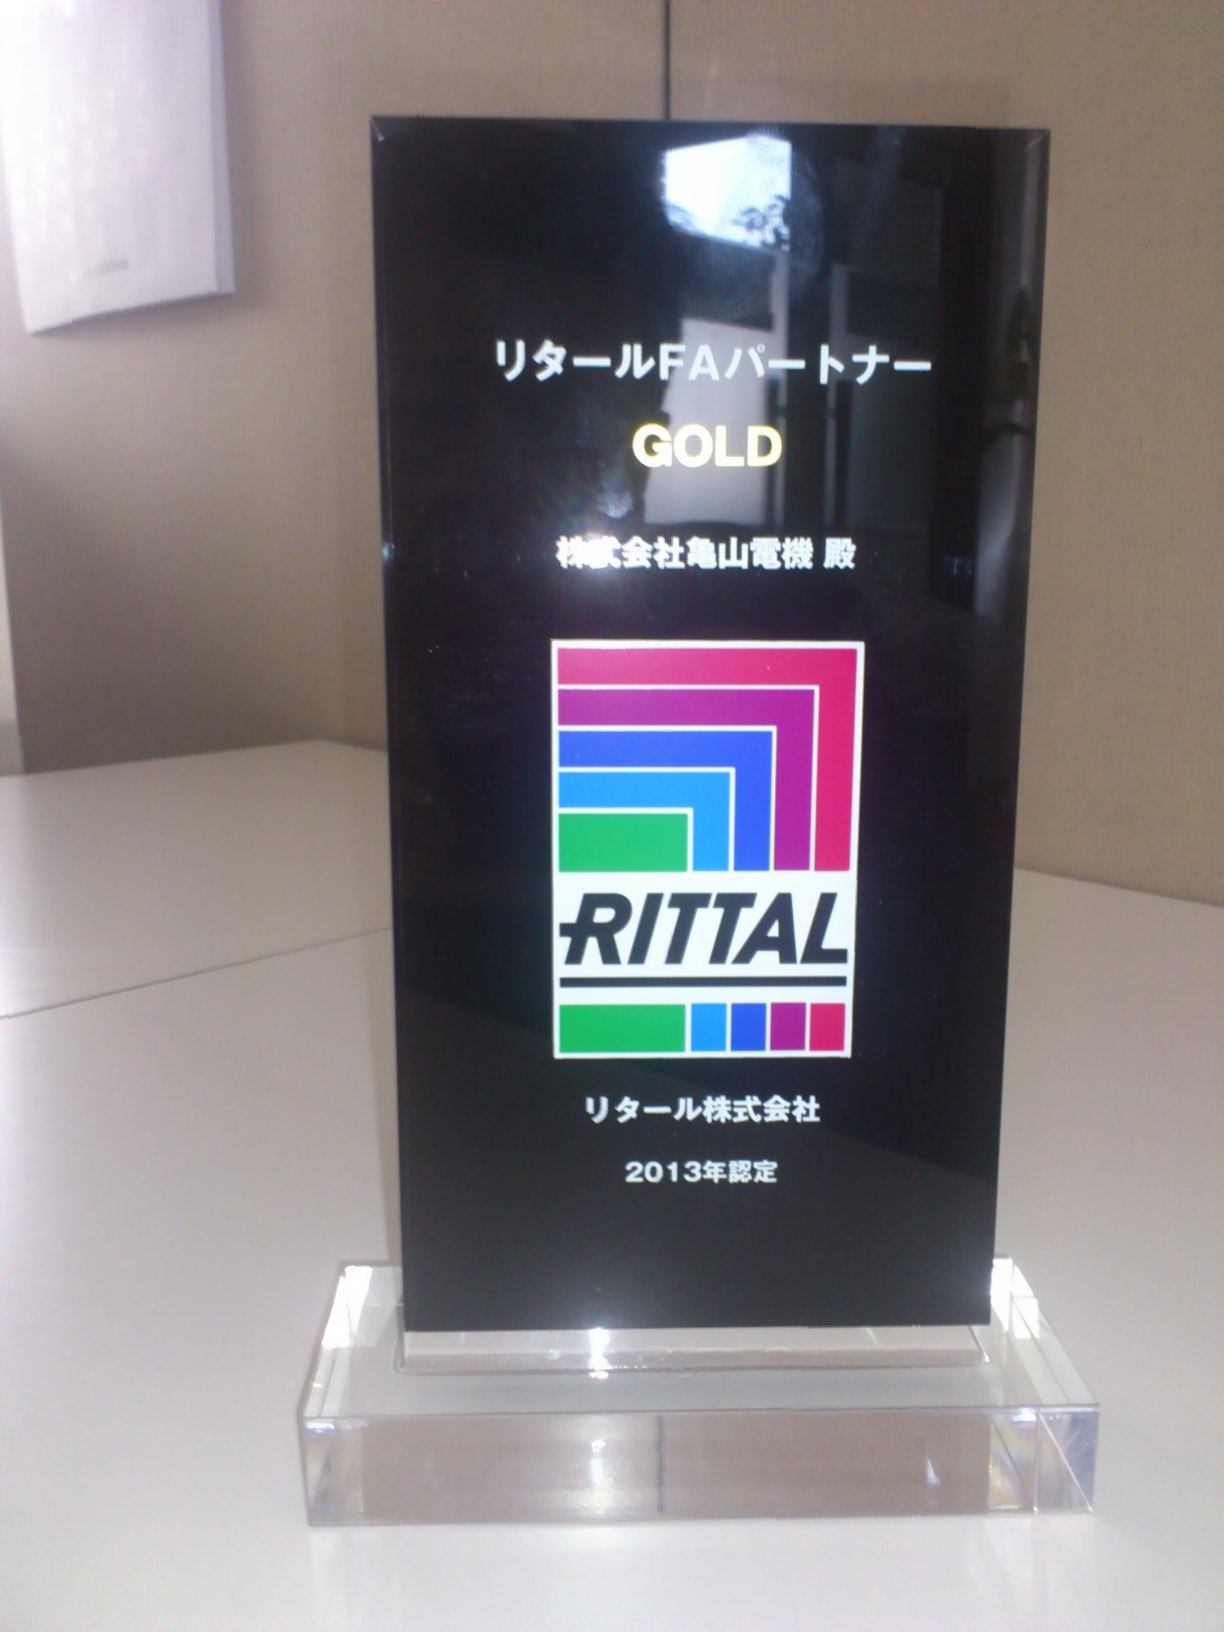 リタールFAパートナー
GOLD
株式会社亀山電機 殿
RITTAL
リタール株式会社
2013年認定